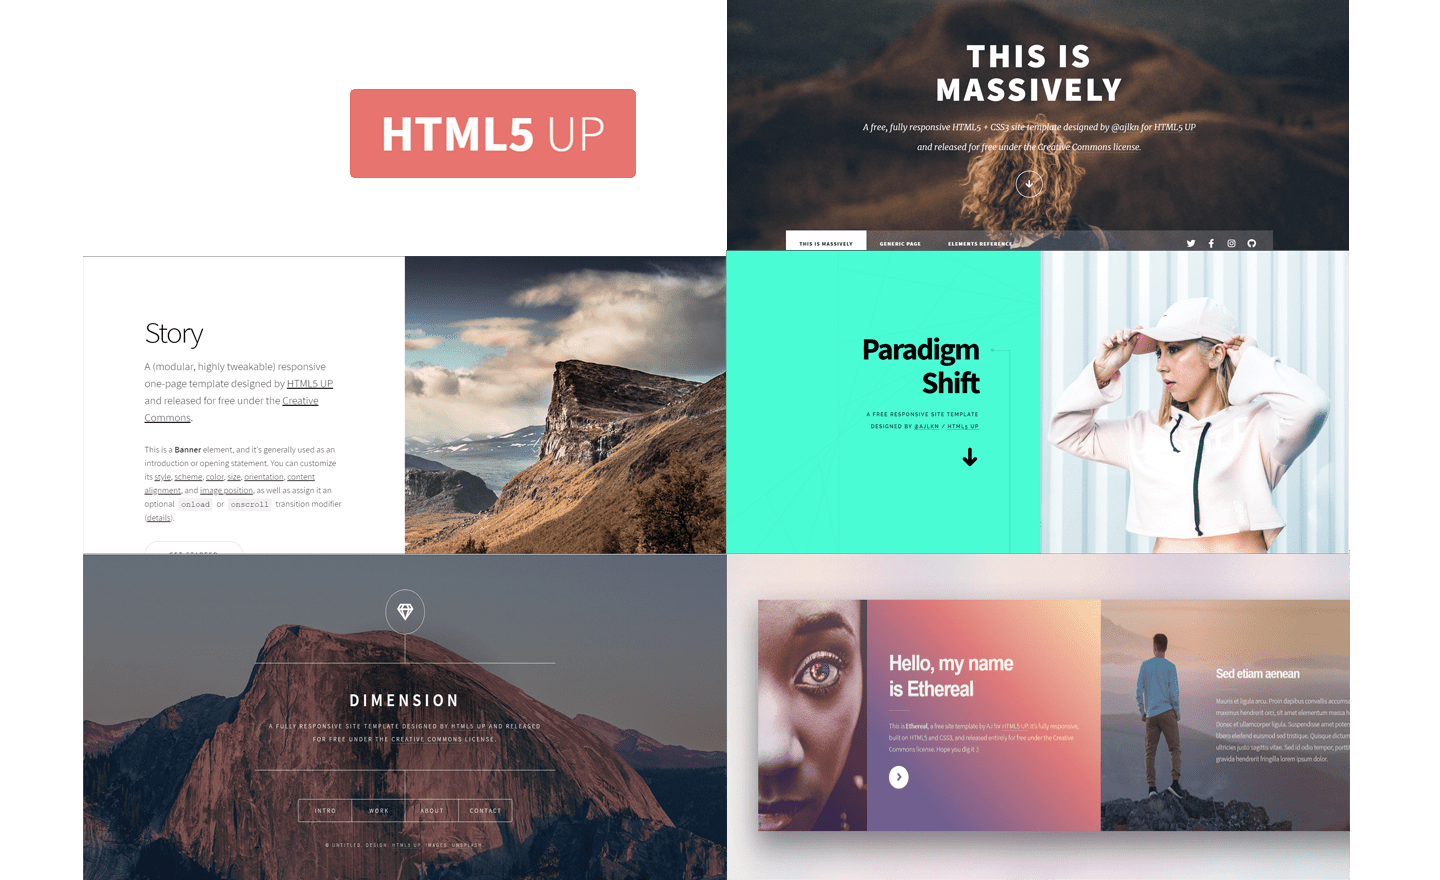 HTML5 UP
THIS IS
MASSIVELY
A free, fully responsive HTML5 + CSS3 site template designed by @ajlkn for HTML5 UP
and released for free under the Creative Commons license.
THIS IS MASSIVELY GENERIC PAGE ELEMENTS REFERENCE
Story
A (modular, highly tweakable) responsive
one-page template designed by HTML5 UP
and released for free under the Creative
Commons.
This is a Banner element, and it's generally used as an
introduction or opening statement. You can customize
its style, scheme, color, size, orientation, content
alignment, and image position, as well as assign it an
optional onload or onscroll transition modifier
(details).
Paradigm
Shift
A FREE RESPONSIVE SITE TEMPLATE
DESIGNED BY @AJLKN / HTML5 UP
DIMENSION
A FULLY RESPONSIVE SITE TEMPLATE DESIGNED BY HTML5 UP AND RELEASED
FOR FREE UNDER THE CREATIVE COMMONS LICENSE.
INTRO WORK ABOUT CONTACT
© UNTITLED. DESIGN: HTML5 UP. IMAGES: UNSPLASH.
Hello, my name
is Ethereal
This is Ethereal, a free site template by AJ for HTML5 UP. It's fully responsive,
built on HTML5 and CSS3, and released entirely for free under the Creative
Commons license. Hope you dig it :)
Sed etiam aenean
Mauris et ligula arcu. Proin dapibus convallis accum
maximus hendrerit orci, sit amet elementum massa
Donec et ullamcorper ligula. Suspendisse amet
libero eleifend euismod sed tristique. Quisque dictum
ultricies justo sagittis vitae. Sed id odio tempor,
gravida hendrerit fringilla lorem ipsum dolor.